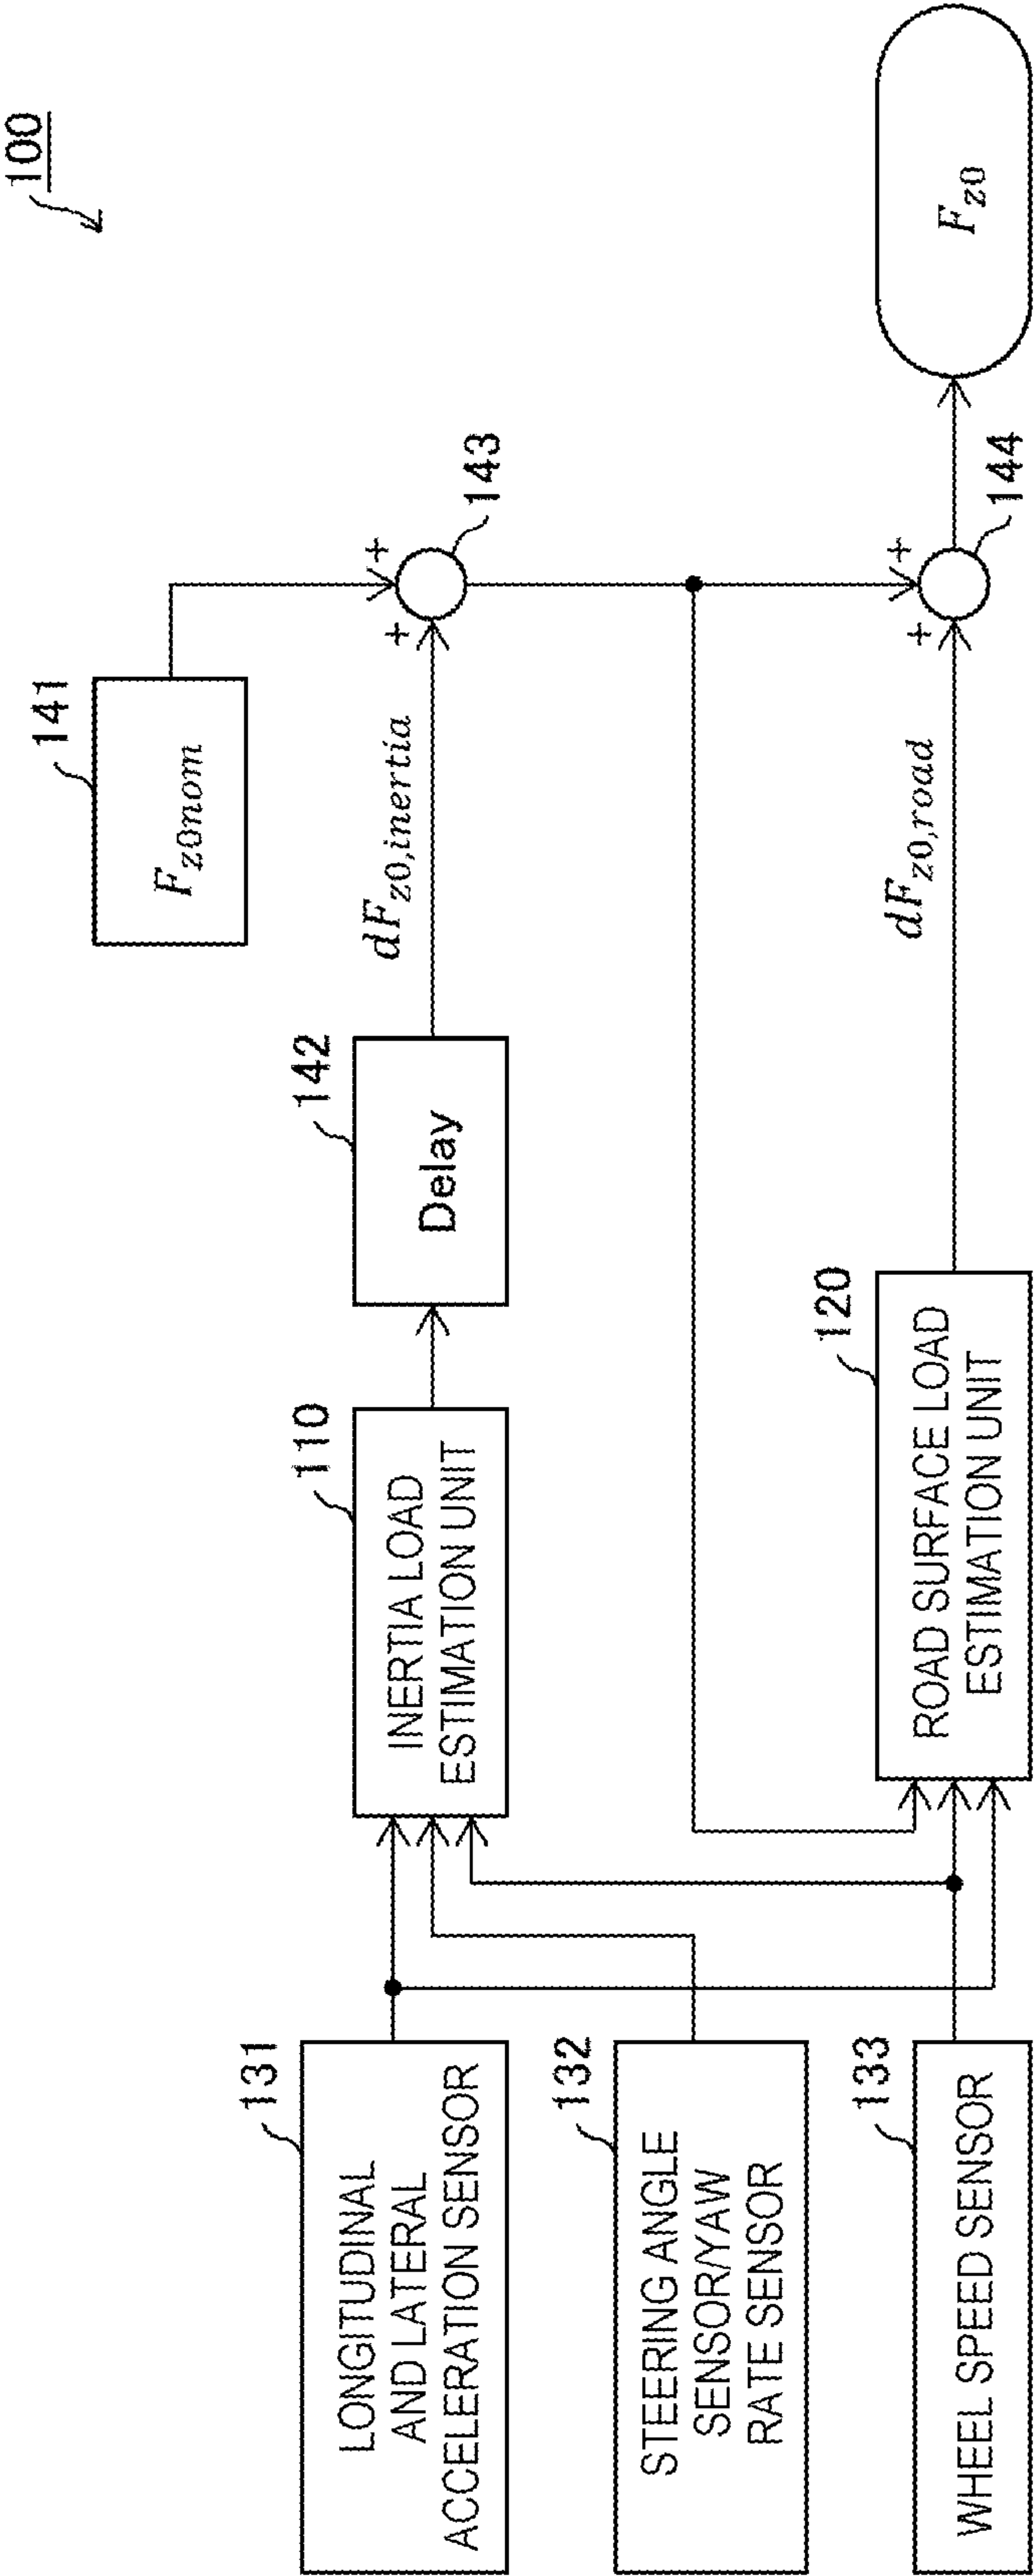 100
131
LONGITUDINAL
AND LATERAL
ACCELERATION SENSOR
132
STEERING ANGLE
SENSOR/YAW
RATE SENSOR
133
WHEEL SPEED SENSOR
110
INERTIA LOAD
ESTIMATION UNIT
120
ROAD SURFACE LOAD
ESTIMATION UNIT
142
Delay
141
F_{z0nom}
dF_{z0,inertia}
dF_{z0,road}
+
+
143
+
+
144
F_{z0}